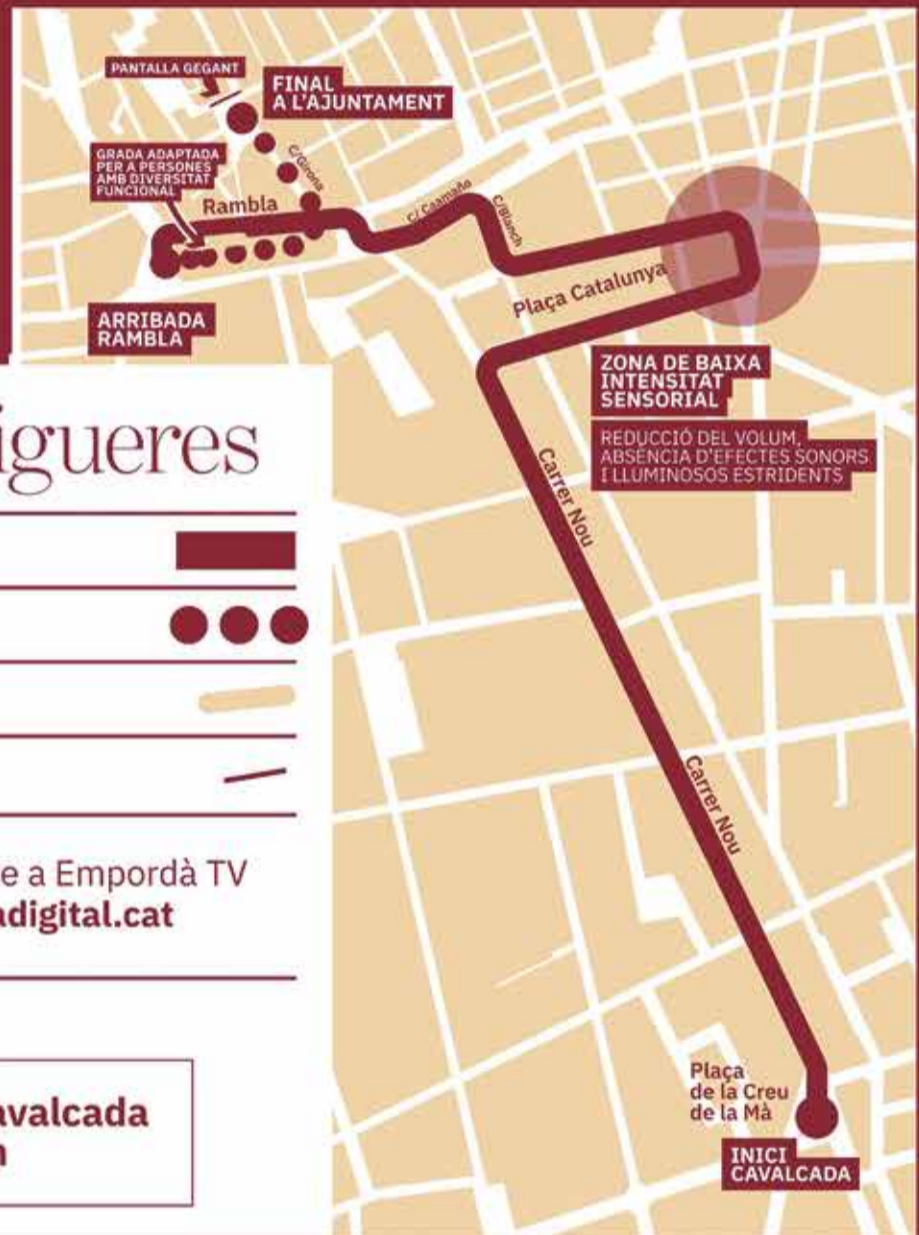 PANTALLA GEGANT
FINAL
A L'AJUNTAMENT
GRADA ADAPTADA
PER A PERSONES
AMB DIVERSITAT
FUNCIONAL
C/Girona
Rambla
C/ Caamaño
C/Blanch
Plaça Catalunya
ARRIBADA
RAMBLA
ZONA DE BAIXA
INTENSITAT
SENSORIAL
REDUCCIÓ DEL VOLUM,
ABSÈNCIA D'EFECTES SONORS
I LLUMINOSOS ESTRIDENTS
igueres
Carrer Nou
Carrer Nou
e a Empordà TV
adigital.cat
avalcada
Plaça
de la Creu
de la Mà
INICI
CAVALCADA